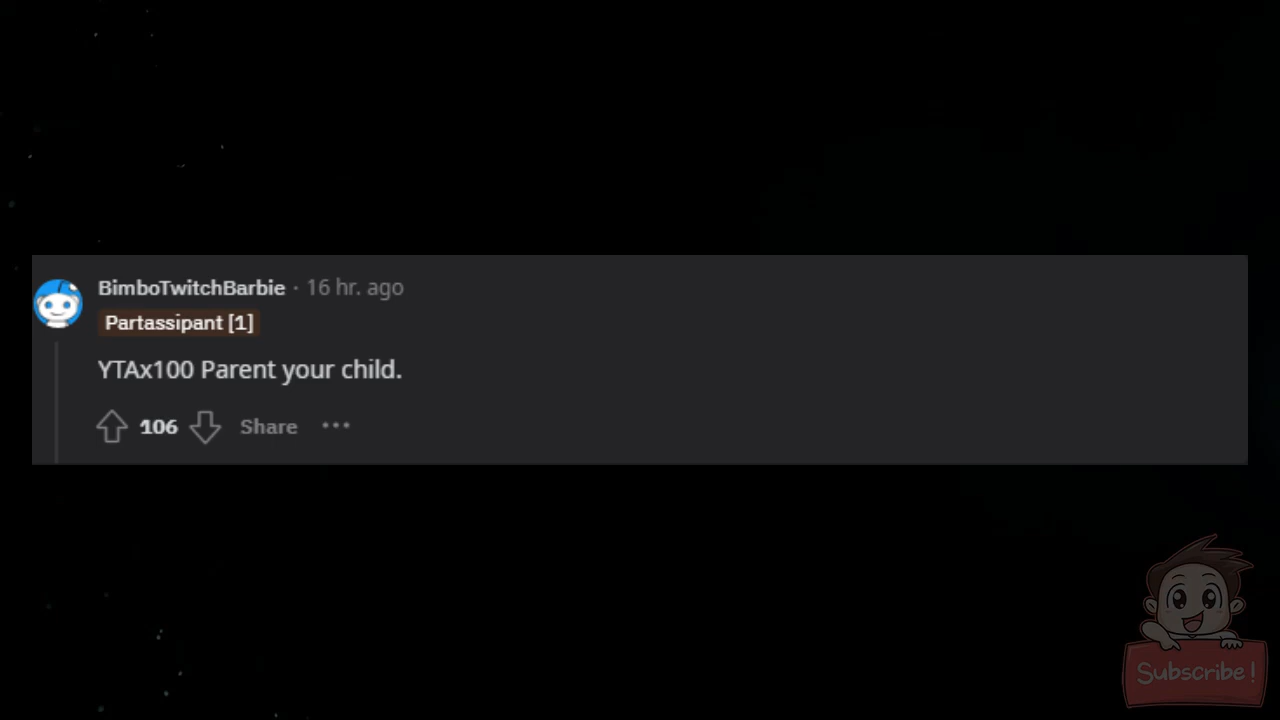 BimboTwitchBarbie · 16 hr. ago
Partassipant [1]
YTAx100 Parent your child.
106 Share ···
Subscribe!